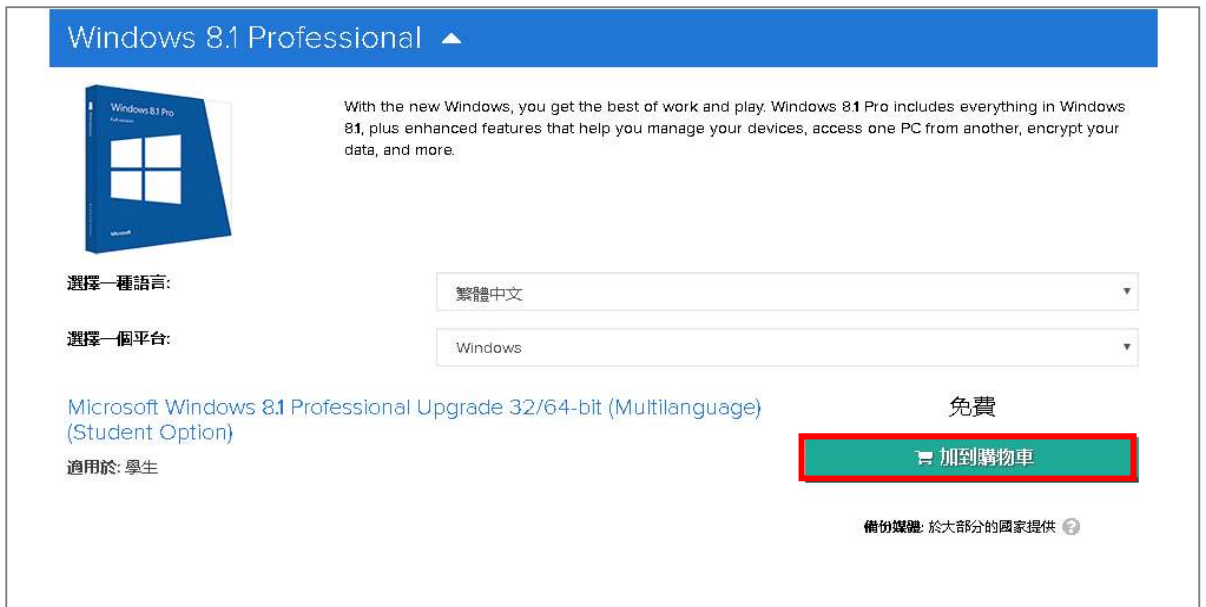 Windows 8.1 Professional
Windows 8.1 Pro
With the new Windows, you get the best of work and play. Windows 8.1 Pro includes everything in Windows
8.1, plus enhanced features that help you manage your devices, access one PC from another, encrypt your
data, and more.
Microsoft
選擇一種語言:
繁體中文
選擇一個平台:
Windows
Microsoft Windows 8.1 Professional Upgrade 32/64-bit (Multilanguage)
(Student Option)
免費
加到購物車
適用於: 學生
備份媒體: 於大部分的國家提供 ?